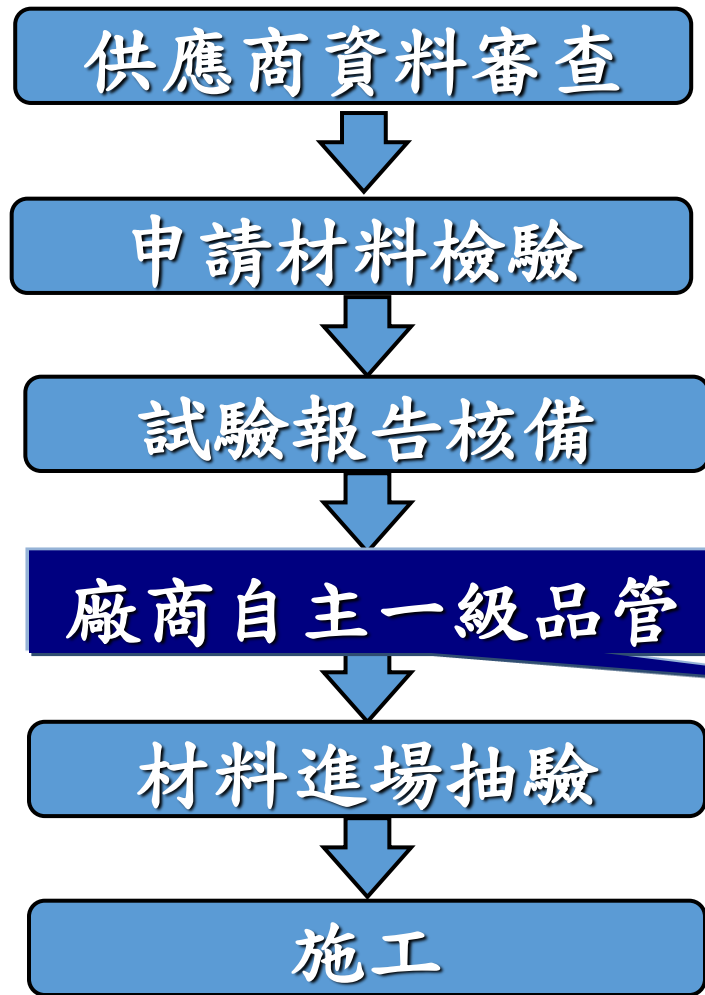 供應商資料審查
申請材料檢驗
試驗報告核備
廠商自主一級品管
材料進場抽驗
施工